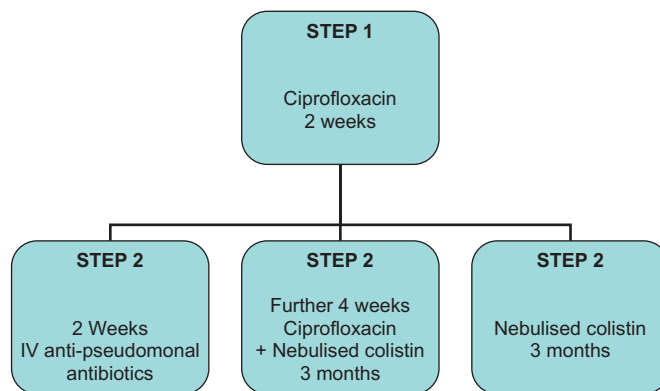 STEP 1
Ciprofloxacin
2 weeks
STEP 2
2 Weeks
IV anti-pseudomonal
antibiotics
STEP 2
Further 4 weeks
Ciprofloxacin
+ Nebulised colistin
3 months
STEP 2
Nebulised colistin
3 months